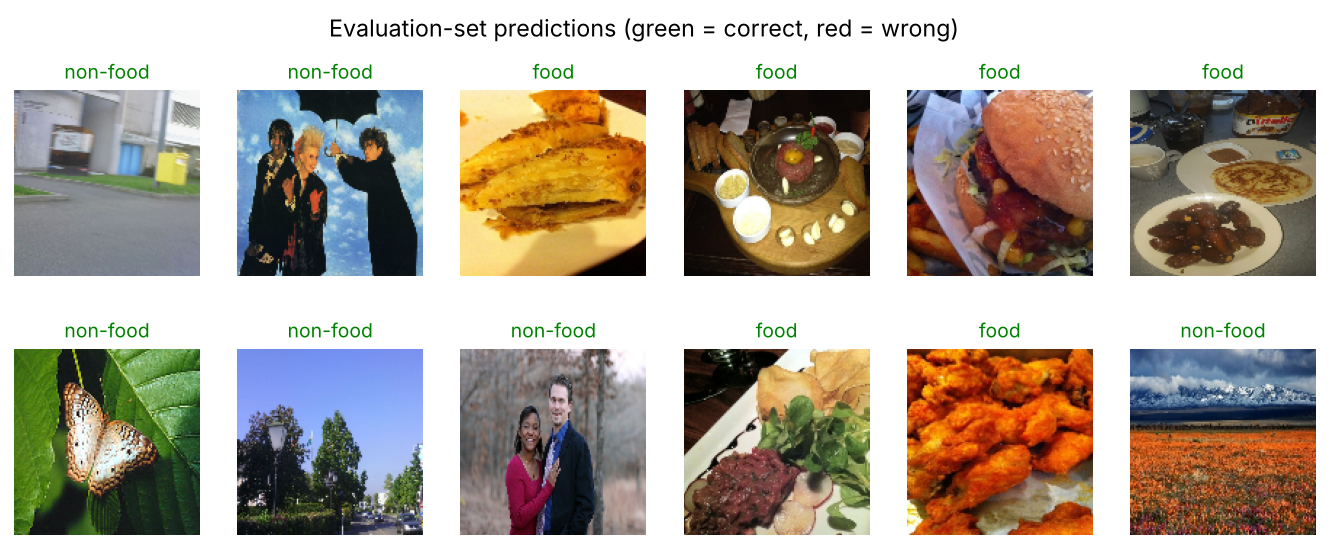 Evaluation-set predictions (green = correct, red = wrong)
non-food non-food food food food food
nutella
non-food non-food non-food food food non-food